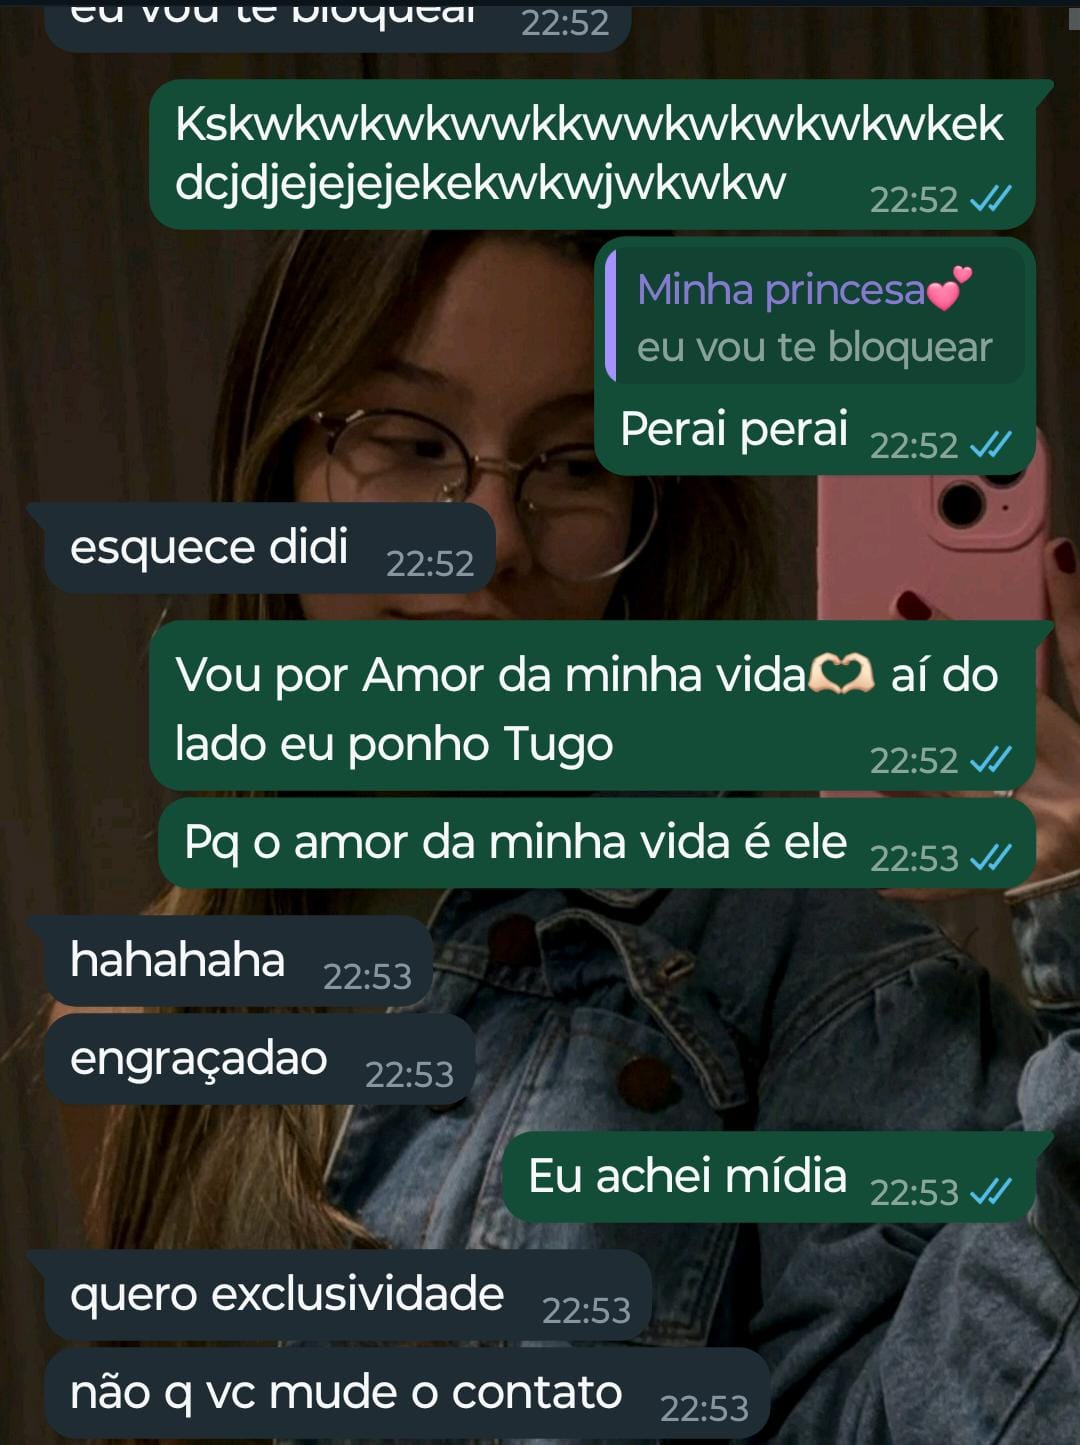 eu vou te bloquear 22:52
Kskwkwkwkwwkkwwkwkwkwkwkek
dcjdjejejejekekwkwjwkwkw 22:52
Minha princesa💕
eu vou te bloquear
Perai perai 22:52
esquece didi 22:52
Vou por Amor da minha vida🫶🏻 aí do
lado eu ponho Tugo 22:52
Pq o amor da minha vida é ele 22:53
hahahaha 22:53
engraçadao 22:53
Eu achei mídia 22:53
quero exclusividade 22:53
não q vc mude o contato 22:53